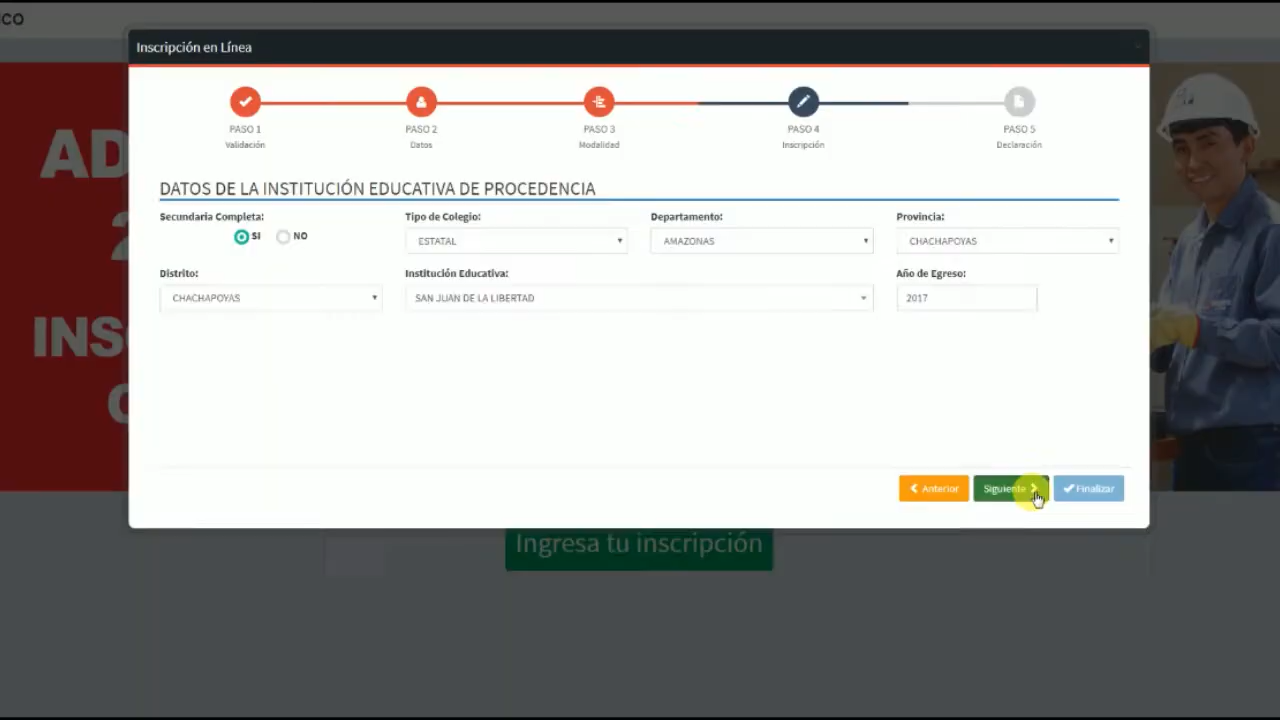 co
Inscripción en Línea
PASO 1
Validación
PASO 2
Datos
PASO 3
Modalidad
PASO 4
Inscripción
PASO 5
Declaración
DATOS DE LA INSTITUCIÓN EDUCATIVA DE PROCEDENCIA
Secundaria Completa:
SI NO
Tipo de Colegio:
ESTATAL
Departamento:
AMAZONAS
Provincia:
CHACHAPOYAS
Distrito:
CHACHAPOYAS
Institución Educativa:
SAN JUAN DE LA LIBERTAD
Año de Egreso:
2017
Anterior Siguiente Finalizar
AD
2
INS
Ingresa tu inscripción